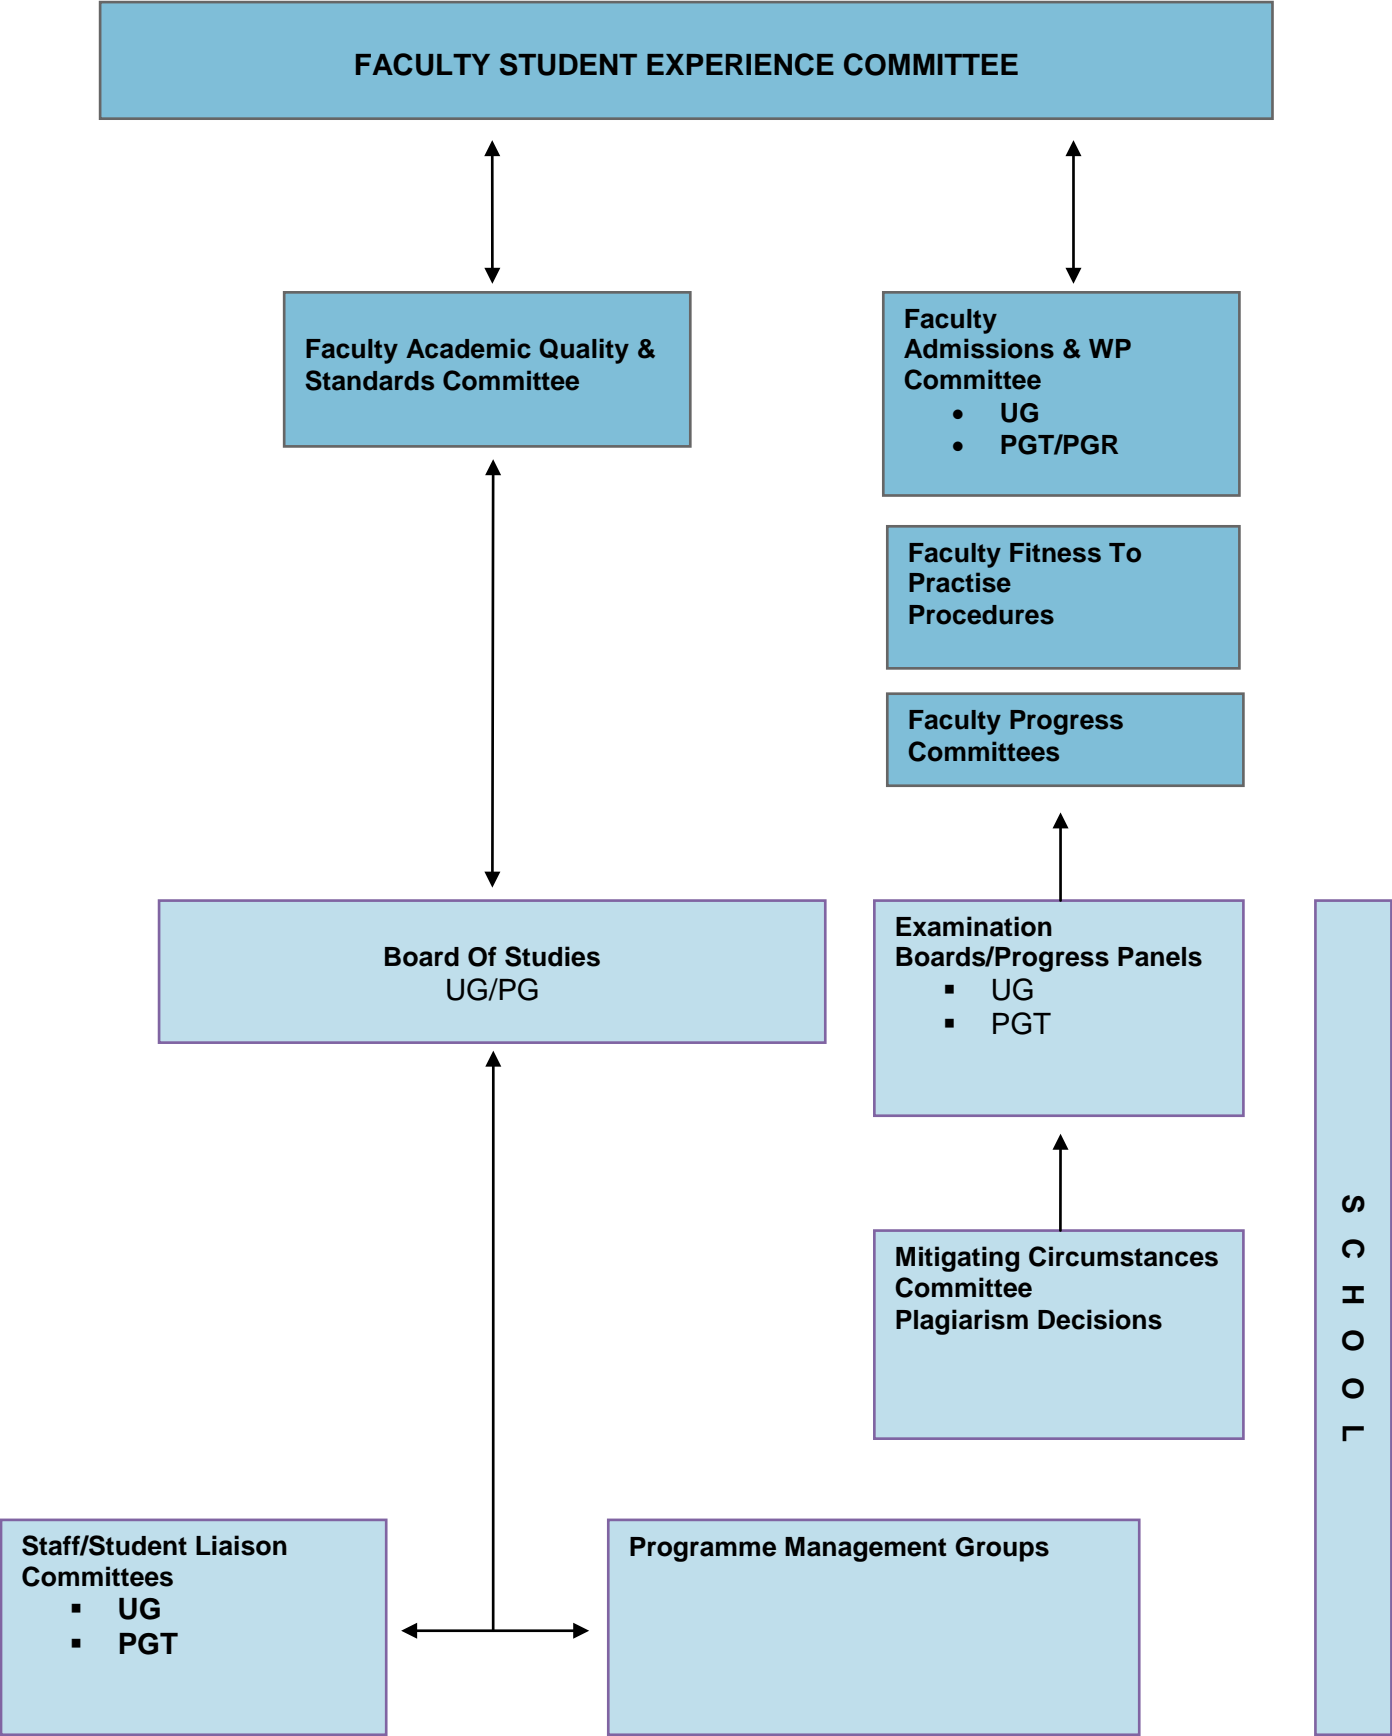 FACULTY STUDENT EXPERIENCE COMMITTEE
Faculty Academic Quality &
Standards Committee
Faculty
Admissions & WP
Committee
• UG
• PGT/PGR
Faculty Fitness To
Practise
Procedures
Faculty Progress
Committees
Board Of Studies
UG/PG
Examination
Boards/Progress Panels
▪ UG
▪ PGT
Mitigating Circumstances
Committee
Plagiarism Decisions
Staff/Student Liaison
Committees
▪ UG
▪ PGT
Programme Management Groups
S C H O O L